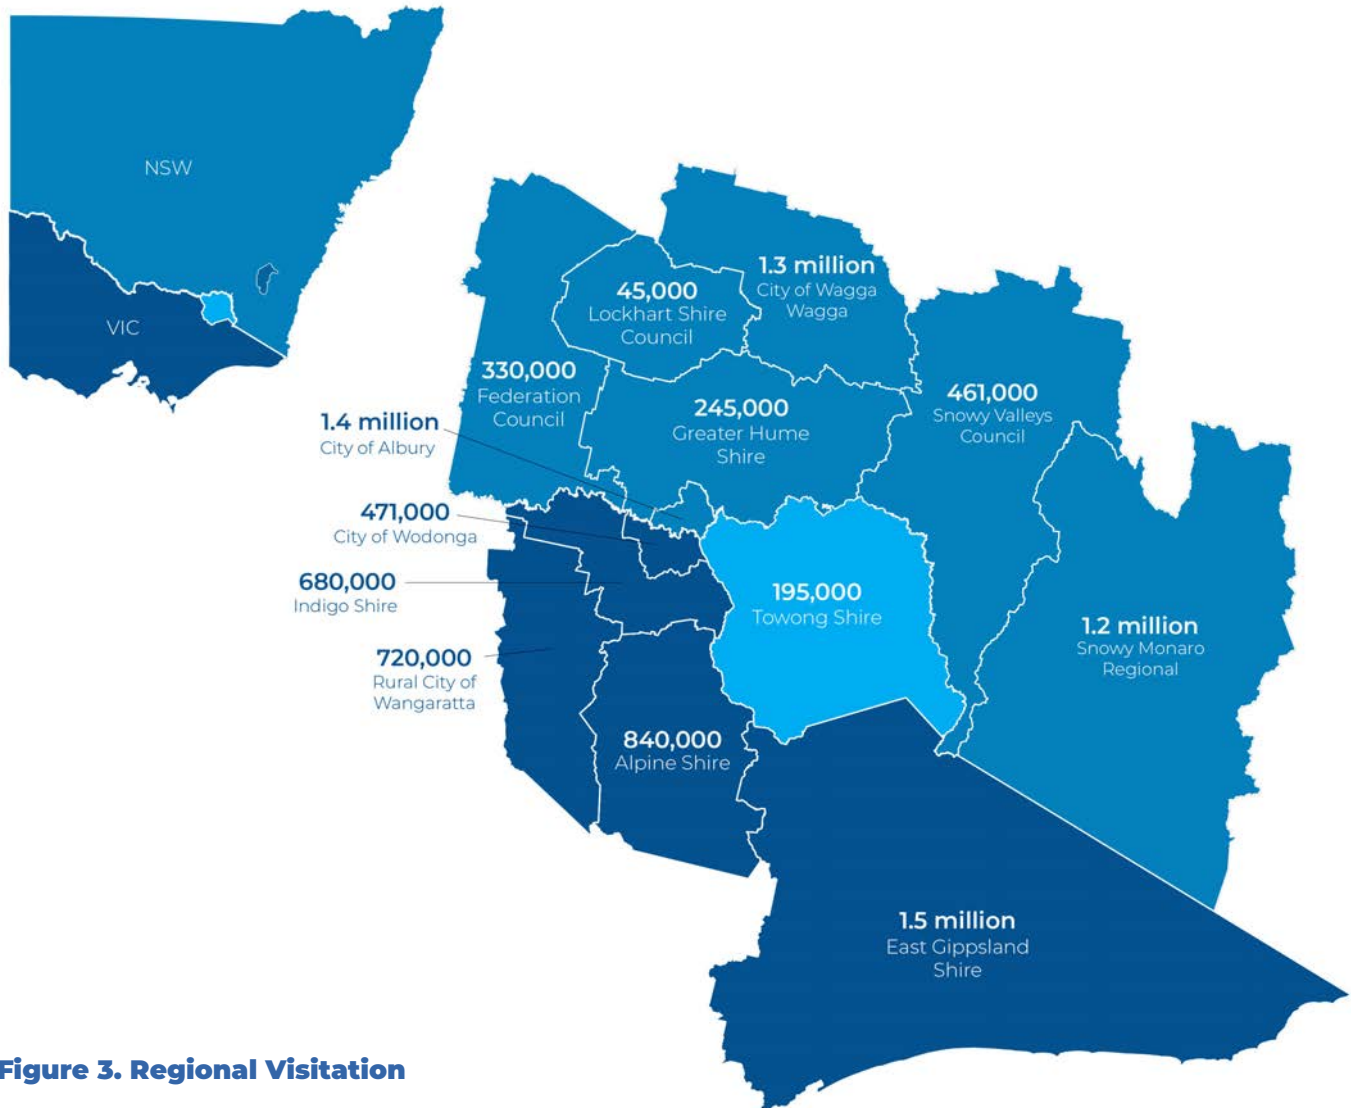 NSW
VIC
1.3 million
City of Wagga
Wagga
45,000
Lockhart Shire
Council
330,000
Federation
Council
461,000
Snowy Valleys
Council
245,000
Greater Hume
Shire
1.4 million
City of Albury
471,000
City of Wodonga
680,000
Indigo Shire
195,000
Towong Shire
1.2 million
Snowy Monaro
Regional
720,000
Rural City of
Wangaratta
840,000
Alpine Shire
1.5 million
East Gippsland
Shire
Figure 3. Regional Visitation